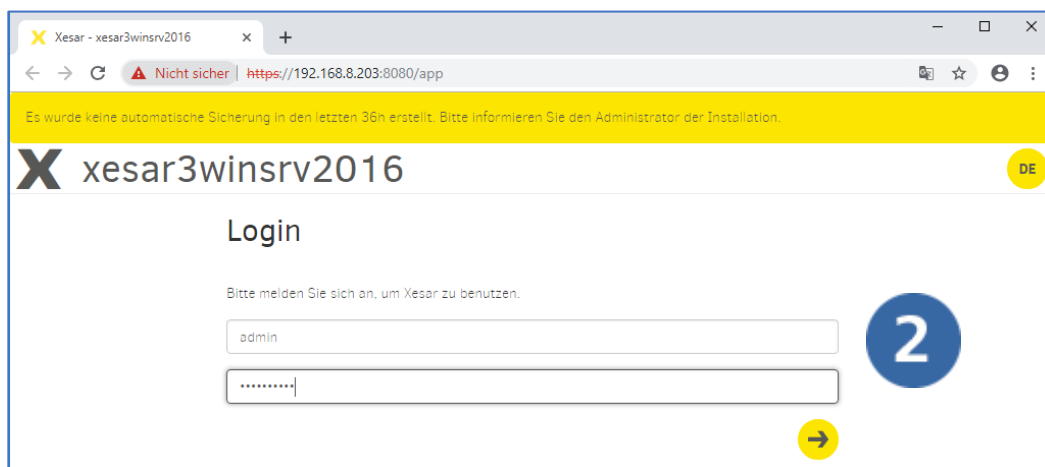 Xesar - xesar3winsrv2016
Nicht sicher | https://192.168.8.203:8080/app
Es wurde keine automatische Sicherung in den letzten 36h erstellt. Bitte informieren Sie den Administrator der Installation.
X xesar3winsrv2016
DE
Login
Bitte melden Sie sich an, um Xesar zu benutzen.
admin
2
••••••••••